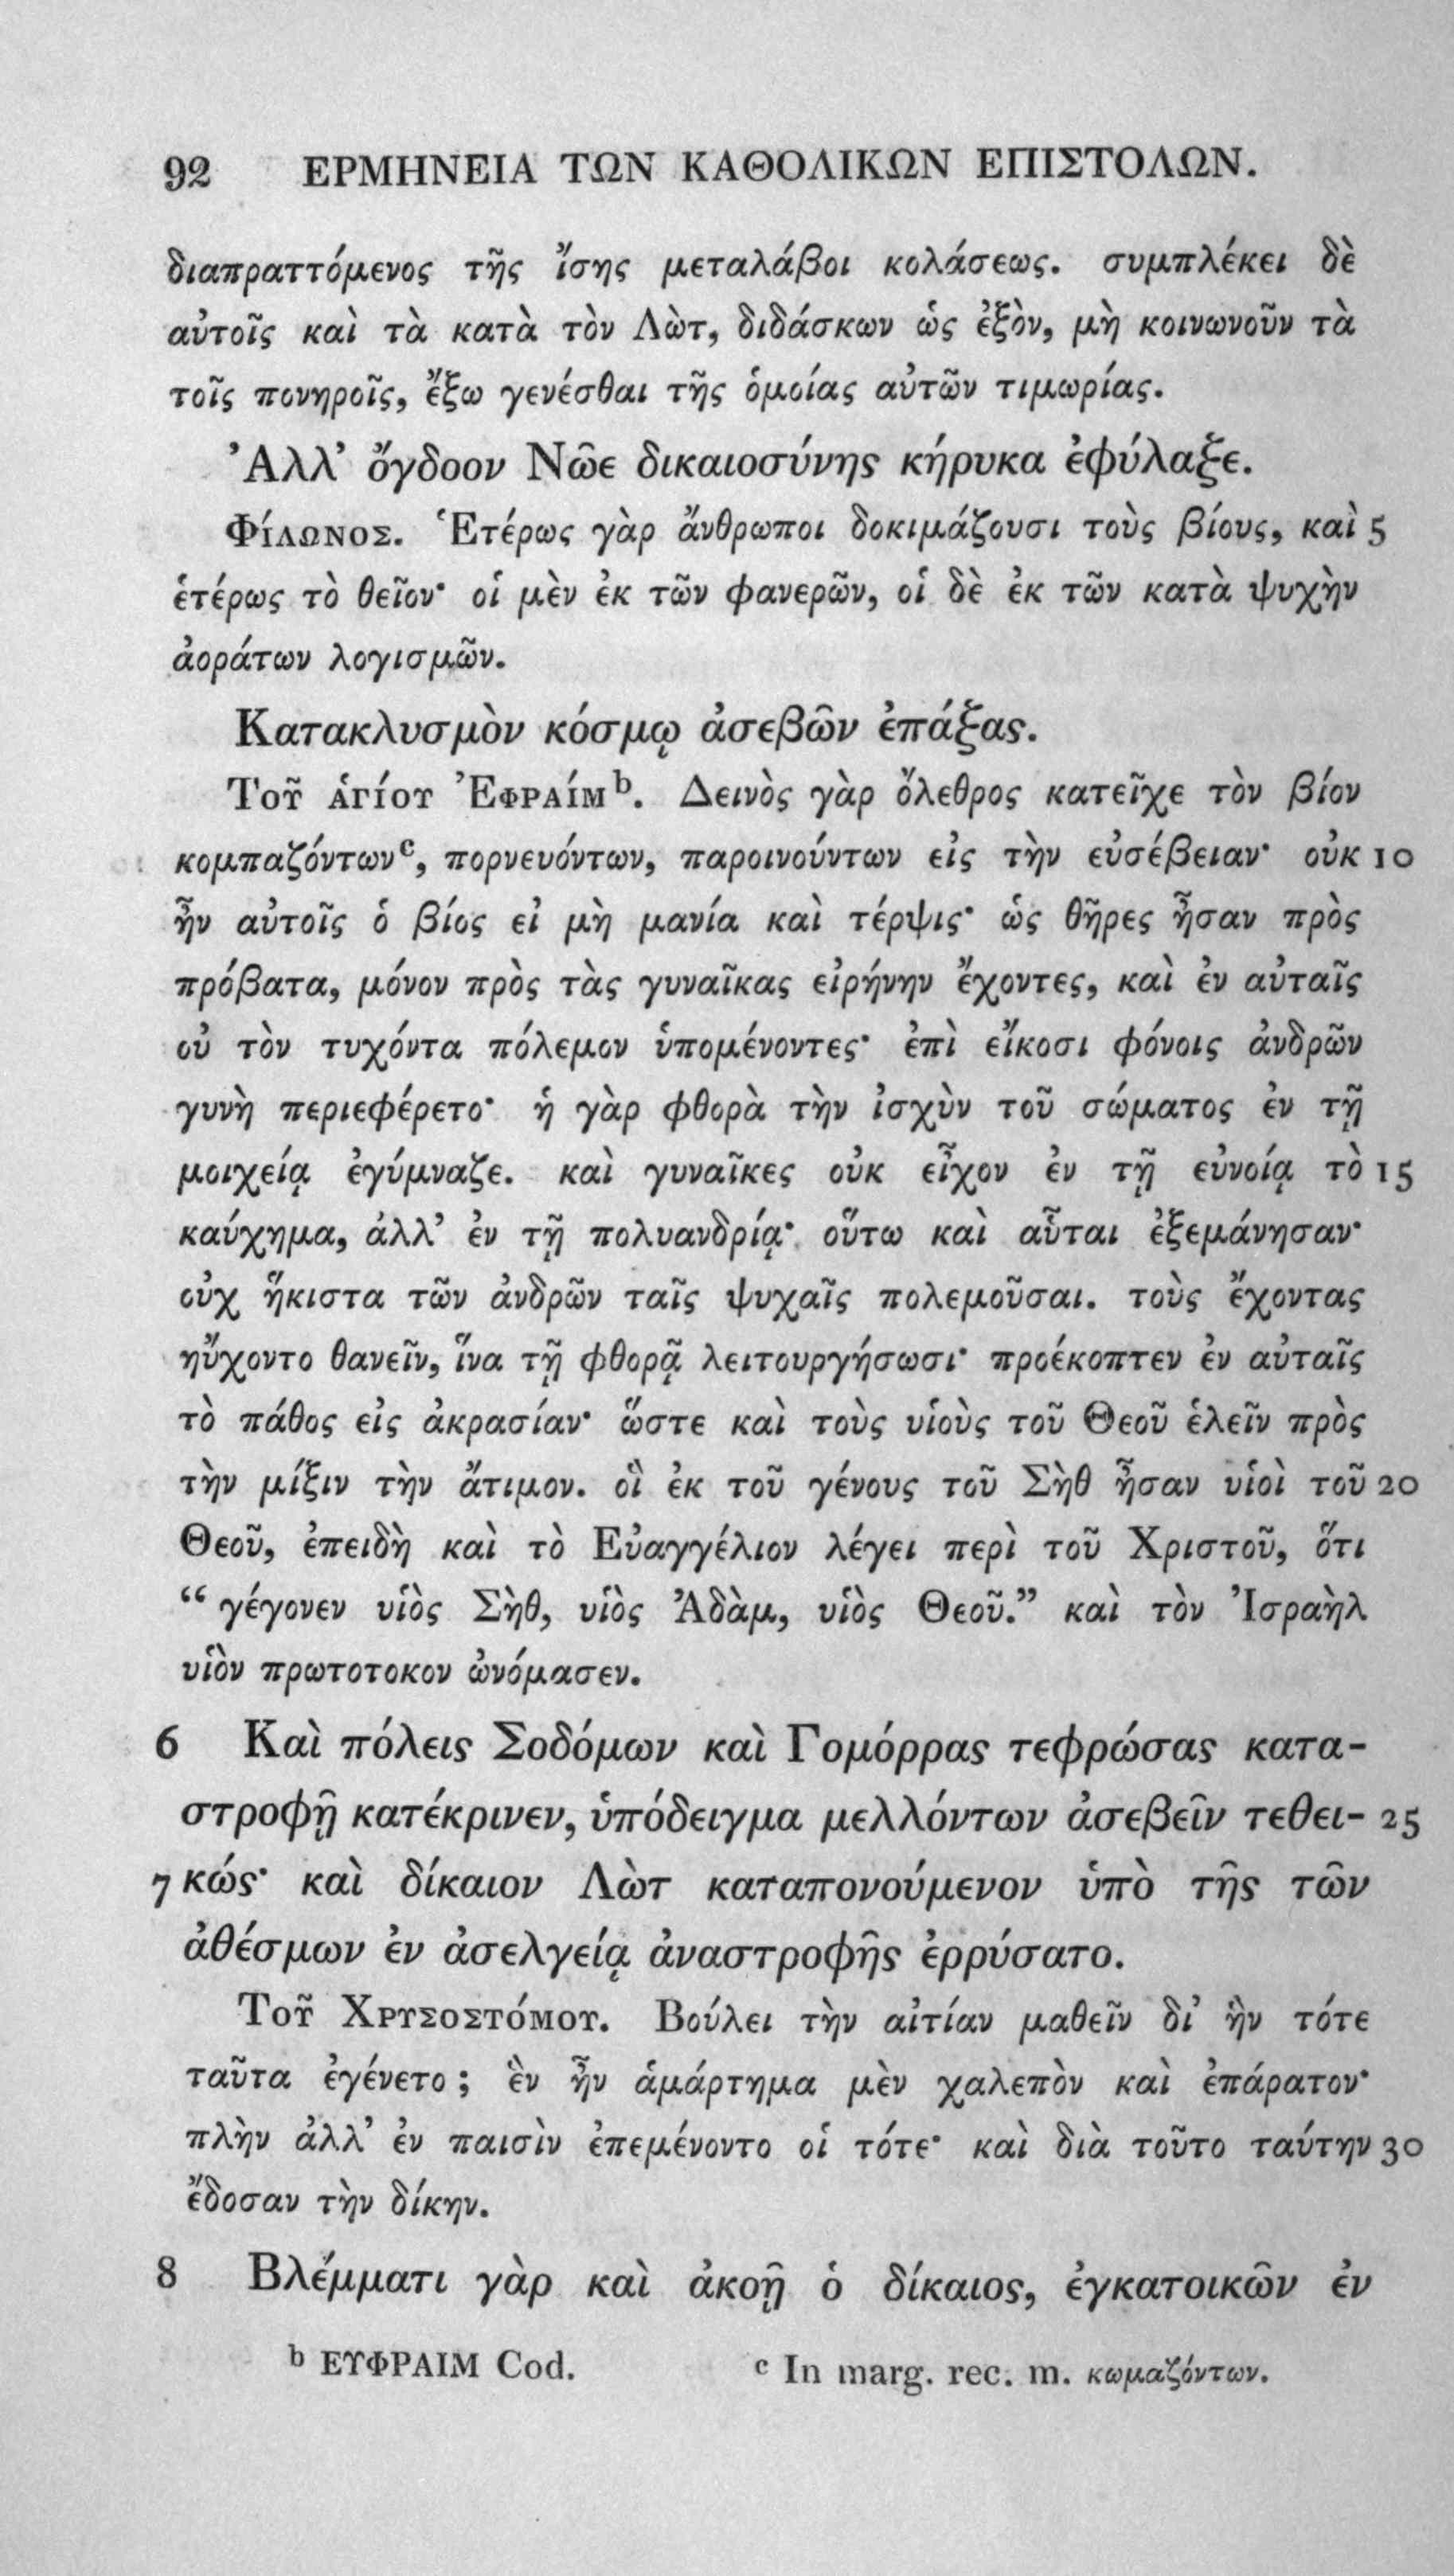 92 ΕΡΜΗΝΕΙΑ ΤΩΝ ΚΑΘΟΛΙΚΩΝ ΕΠΙΣΤΟΛΩΝ.
διαπραττόμενος τῆς ἴσης μεταλάβοι κολάσεως. συμπλέκει δὲ
αὐτοῖς καὶ τὰ κατὰ τὸν Λὼτ, διδάσκων ὡς ἐξὸν, μὴ κοινωνοῦν τὰ
τοῖς πονηροῖς, ἔξω γενέσθαι τῆς ὁμοίας αὐτῶν τιμωρίας.
Ἀλλ’ ὄγδοον Νῶε δικαιοσύνης κήρυκα ἐφύλαξε.
Φίλωνος. Ἑτέρως γὰρ ἄνθρωποι δοκιμάζουσι τοὺς βίους, καὶ 5
ἑτέρως τὸ θεῖον· οἱ μὲν ἐκ τῶν φανερῶν, οἱ δὲ ἐκ τῶν κατὰ ψυχὴν
ἀοράτων λογισμῶν.
Κατακλυσμὸν κόσμῳ ἀσεβῶν ἐπάξας.
Τοῦ ἁγίου Ἐφραίμ b. Δεινὸς γὰρ ὄλεθρος κατεῖχε τὸν βίον
κομπαζόντων c, πορνευόντων, παροινούντων εἰς τὴν εὐσέβειαν· οὐκ 10
ἦν αὐτοῖς ὁ βίος εἰ μὴ μανία καὶ τέρψις· ὡς θῆρες ἦσαν πρὸς
πρόβατα, μόνον πρὸς τὰς γυναῖκας εἰρήνην ἔχοντες, καὶ ἐν αὐταῖς
οὐ τὸν τυχόντα πόλεμον ὑπομένοντες· ἐπὶ εἴκοσι φόνοις ἀνδρῶν
γυνὴ περιεφέρετο· ἡ γὰρ φθορὰ τὴν ἰσχὺν τοῦ σώματος ἐν τῇ
μοιχείᾳ ἐγύμναζε. καὶ γυναῖκες οὐκ εἶχον ἐν τῇ εὐνοίᾳ τὸ 15
καύχημα, ἀλλ’ ἐν τῇ πολυανδρίᾳ· οὕτω καὶ αὗται ἐξεμάνησαν·
οὐχ ἥκιστα τῶν ἀνδρῶν ταῖς ψυχαῖς πολεμοῦσαι. τοὺς ἔχοντας
ηὔχοντο θανεῖν, ἵνα τῇ φθορᾷ λειτουργήσωσι· προέκοπτεν ἐν αὐταῖς
τὸ πάθος εἰς ἀκρασίαν· ὥστε καὶ τοὺς υἱοὺς τοῦ Θεοῦ ἑλεῖν πρὸς
τὴν μίξιν τὴν ἄτιμον. οἳ ἐκ τοῦ γένους τοῦ Σὴθ ἦσαν υἱοὶ τοῦ 20
Θεοῦ, ἐπειδὴ καὶ τὸ Εὐαγγέλιον λέγει περὶ τοῦ Χριστοῦ, ὅτι
“ γέγονεν υἱὸς Σὴθ, υἱὸς Ἀδὰμ, υἱὸς Θεοῦ.” καὶ τὸν Ἰσραὴλ
υἱὸν πρωτοτοκον ὠνόμασεν.
6 Καὶ πόλεις Σοδόμων καὶ Γομόρρας τεφρώσας κατα-
στροφῇ κατέκρινεν, ὑπόδειγμα μελλόντων ἀσεβεῖν τεθει- 25
7 κώς· καὶ δίκαιον Λὼτ καταπονούμενον ὑπὸ τῆς τῶν
ἀθέσμων ἐν ἀσελγείᾳ ἀναστροφῆς ἐρρύσατο.
Τοῦ Χρυσοστόμου. Βούλει τὴν αἰτίαν μαθεῖν δι’ ἣν τότε
ταῦτα ἐγένετο ; ἓν ἦν ἁμάρτημα μὲν χαλεπὸν καὶ ἐπάρατον·
πλὴν ἀλλ’ ἐν παισὶν ἐπεμένοντο οἱ τότε· καὶ διὰ τοῦτο ταύτην 30
ἔδοσαν τὴν δίκην.
8 Βλέμματι γὰρ καὶ ἀκοῇ ὁ δίκαιος, ἐγκατοικῶν ἐν
b ΕΥΦΡΑΙΜ Cod. c In marg. rec. m. κωμαζόντων.